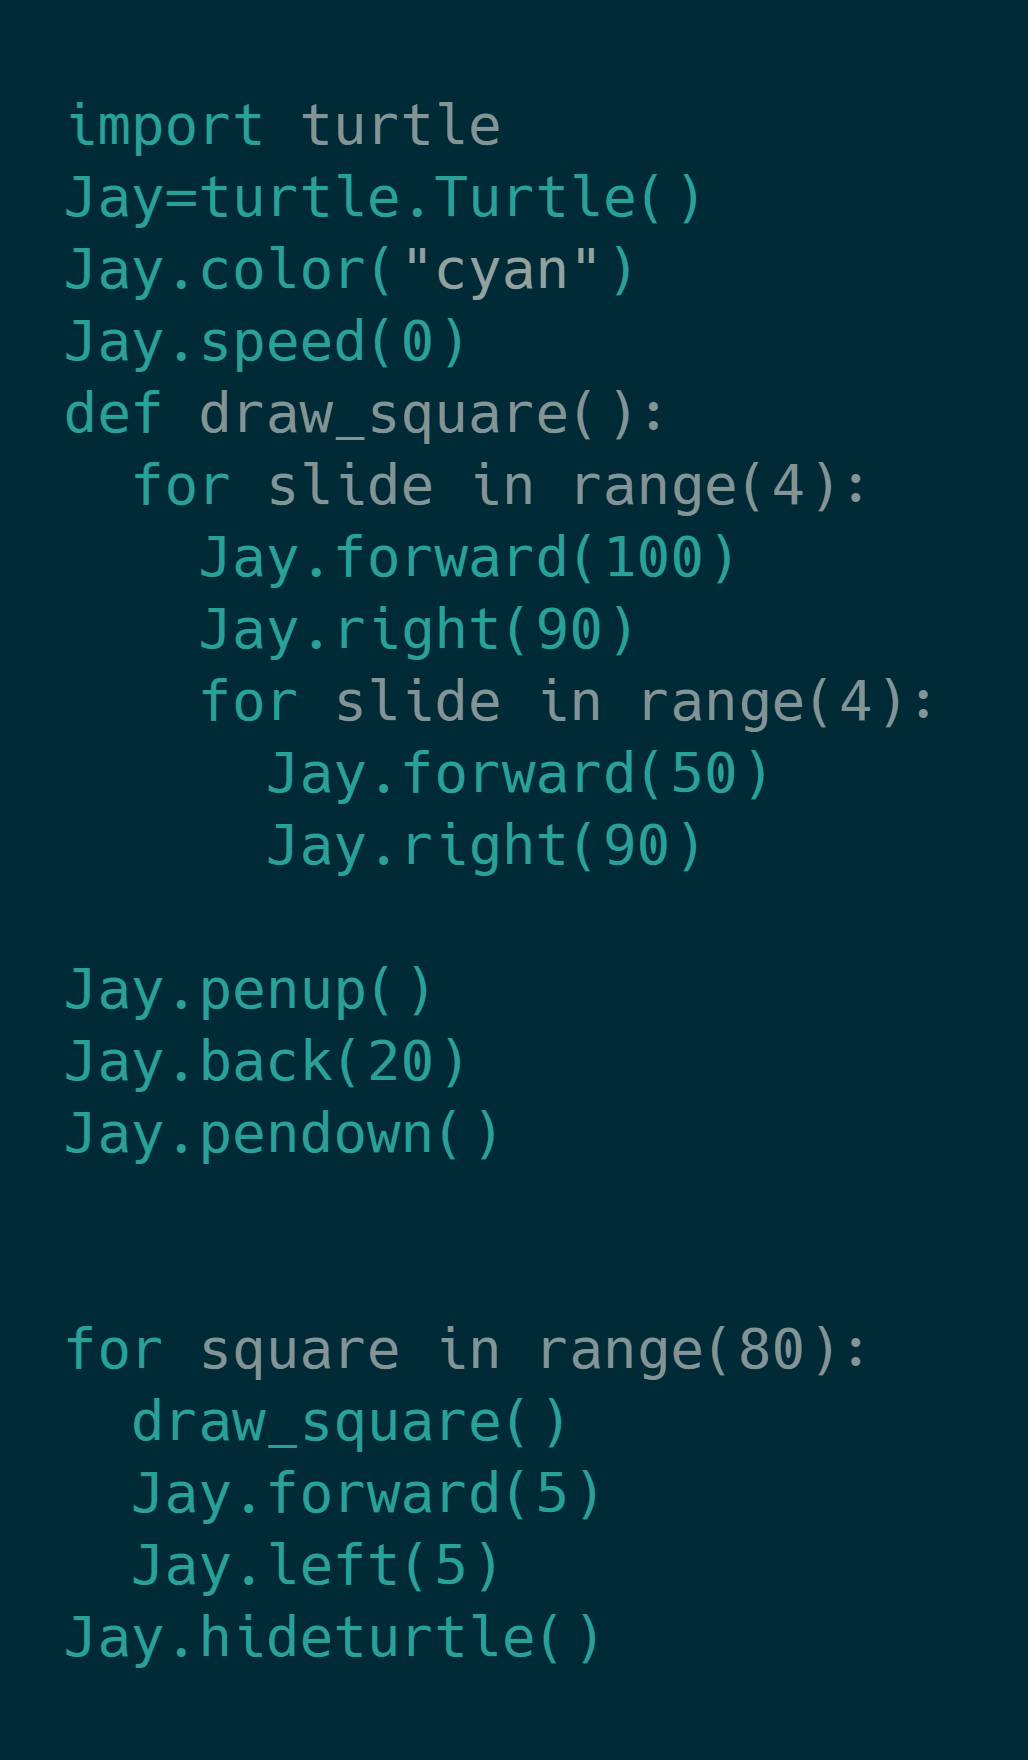 import turtle
Jay=turtle.Turtle()
Jay.color("cyan")
Jay.speed(0)
def draw_square():
  for slide in range(4):
    Jay.forward(100)
    Jay.right(90)
    for slide in range(4):
      Jay.forward(50)
      Jay.right(90)

Jay.penup()
Jay.back(20)
Jay.pendown()


for square in range(80):
  draw_square()
  Jay.forward(5)
  Jay.left(5)
Jay.hideturtle()